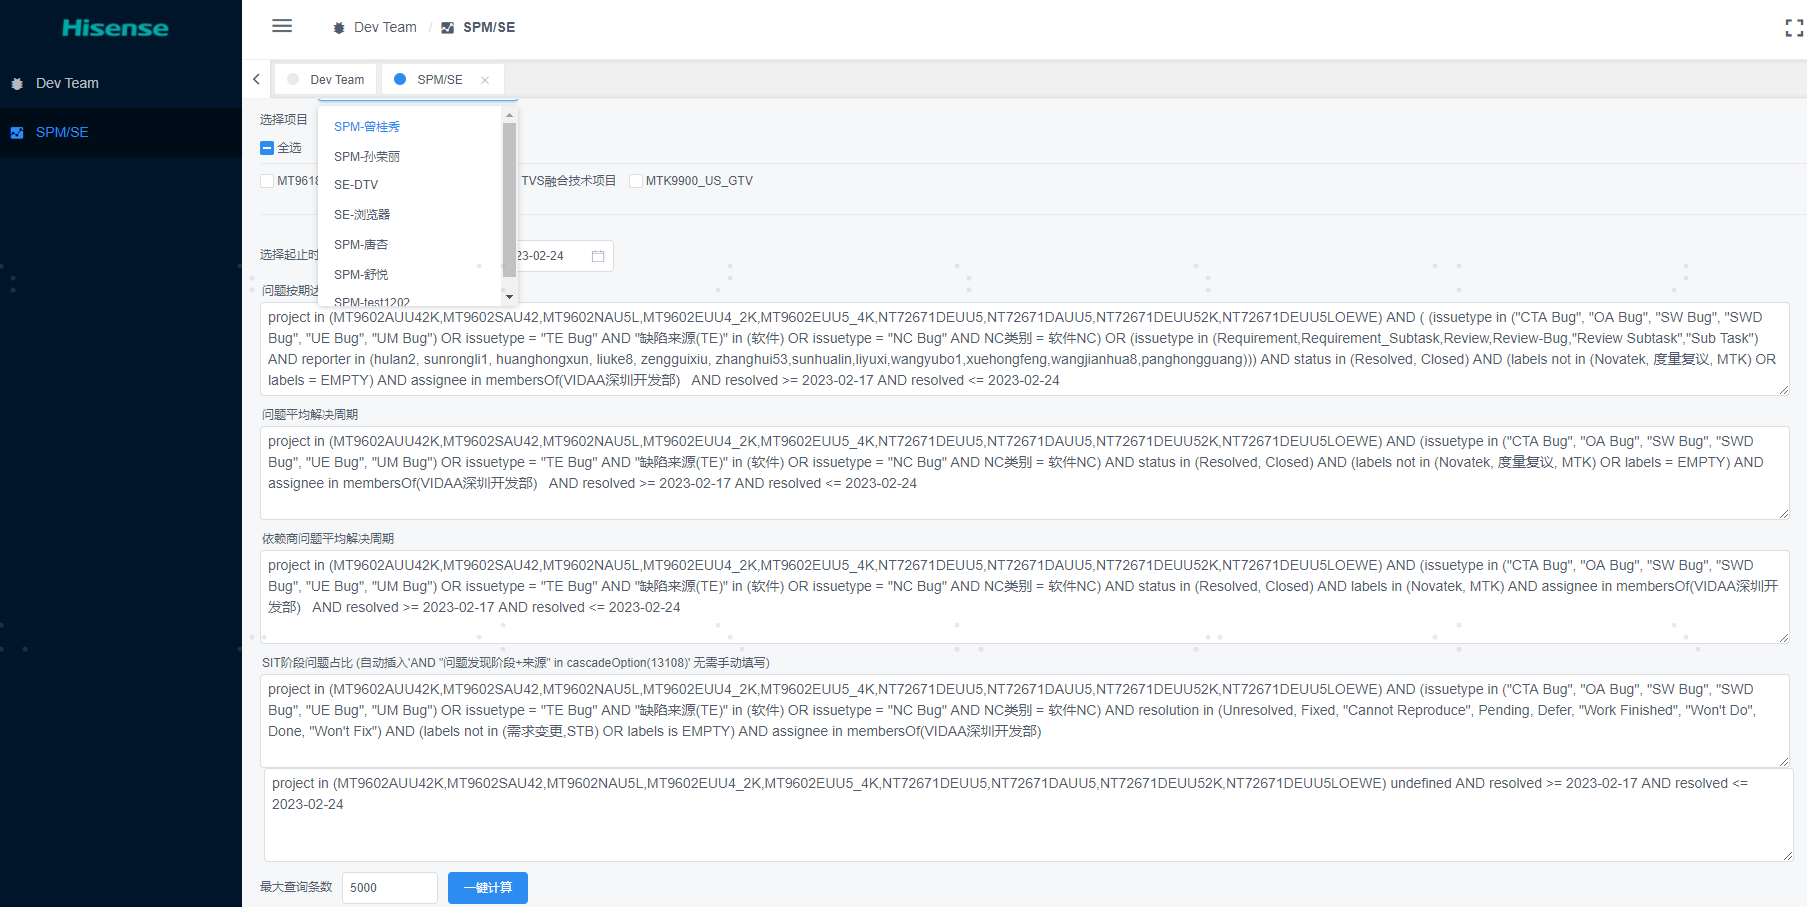 Hisense
Dev Team
SPM/SE
Dev Team / SPM/SE
Dev Team
SPM/SE
选择项目
SPM-曾桂秀
SPM-孙荣丽
SE-DTV
SE-浏览器
SPM-唐杏
SPM-舒悦
SPM-test1202
全选
MT9618
TVS融合技术项目
MTK9900_US_GTV
选择起止时
23-02-24
问题按期达
project in (MT9602AUU42K,MT9602SAU42,MT9602NAU5L,MT9602EUU4_2K,MT9602EUU5_4K,NT72671DEUU5,NT72671DAUU5,NT72671DEUU52K,NT72671DEUU5LOEWE) AND ( (issuetype in ("CTA Bug", "OA Bug", "SW Bug", "SWD
Bug", "UE Bug", "UM Bug") OR issuetype = "TE Bug" AND "缺陷来源(TE)" in (软件) OR issuetype = "NC Bug" AND NC类别 = 软件NC) OR (issuetype in (Requirement,Requirement_Subtask,Review,Review-Bug,"Review Subtask","Sub Task")
AND reporter in (hulan2, sunrongli1, huanghongxun, liuke8, zengguixiu, zhanghui53,sunhualin,liyuxi,wangyubo1,xuehongfeng,wangjianhua8,panghongguang))) AND status in (Resolved, Closed) AND (labels not in (Novatek, 度量复议, MTK) OR
labels = EMPTY) AND assignee in membersOf(VIDAA深圳开发部) AND resolved >= 2023-02-17 AND resolved <= 2023-02-24
问题平均解决周期
project in (MT9602AUU42K,MT9602SAU42,MT9602NAU5L,MT9602EUU4_2K,MT9602EUU5_4K,NT72671DEUU5,NT72671DAUU5,NT72671DEUU52K,NT72671DEUU5LOEWE) AND (issuetype in ("CTA Bug", "OA Bug", "SW Bug", "SWD
Bug", "UE Bug", "UM Bug") OR issuetype = "TE Bug" AND "缺陷来源(TE)" in (软件) OR issuetype = "NC Bug" AND NC类别 = 软件NC) AND status in (Resolved, Closed) AND (labels not in (Novatek, 度量复议, MTK) OR labels = EMPTY) AND
assignee in membersOf(VIDAA深圳开发部) AND resolved >= 2023-02-17 AND resolved <= 2023-02-24
依赖商问题平均解决周期
project in (MT9602AUU42K,MT9602SAU42,MT9602NAU5L,MT9602EUU4_2K,MT9602EUU5_4K,NT72671DEUU5,NT72671DAUU5,NT72671DEUU52K,NT72671DEUU5LOEWE) AND (issuetype in ("CTA Bug", "OA Bug", "SW Bug", "SWD
Bug", "UE Bug", "UM Bug") OR issuetype = "TE Bug" AND "缺陷来源(TE)" in (软件) OR issuetype = "NC Bug" AND NC类别 = 软件NC) AND status in (Resolved, Closed) AND labels in (Novatek, MTK) AND assignee in membersOf(VIDAA深圳开
发部) AND resolved >= 2023-02-17 AND resolved <= 2023-02-24
SIT阶段问题占比 (自动插入'AND "问题发现阶段+来源" in cascadeOption(13108)' 无需手动填写)
project in (MT9602AUU42K,MT9602SAU42,MT9602NAU5L,MT9602EUU4_2K,MT9602EUU5_4K,NT72671DEUU5,NT72671DAUU5,NT72671DEUU52K,NT72671DEUU5LOEWE) AND (issuetype in ("CTA Bug", "OA Bug", "SW Bug", "SWD
Bug", "UE Bug", "UM Bug") OR issuetype = "TE Bug" AND "缺陷来源(TE)" in (软件) OR issuetype = "NC Bug" AND NC类别 = 软件NC) AND resolution in (Unresolved, Fixed, "Cannot Reproduce", Pending, Defer, "Work Finished", "Won't Do",
Done, "Won't Fix") AND (labels not in (需求变更,STB) OR labels is EMPTY) AND assignee in membersOf(VIDAA深圳开发部)
project in (MT9602AUU42K,MT9602SAU42,MT9602NAU5L,MT9602EUU4_2K,MT9602EUU5_4K,NT72671DEUU5,NT72671DAUU5,NT72671DEUU52K,NT72671DEUU5LOEWE) undefined AND resolved >= 2023-02-17 AND resolved <=
2023-02-24
最大查询条数
5000
一键计算